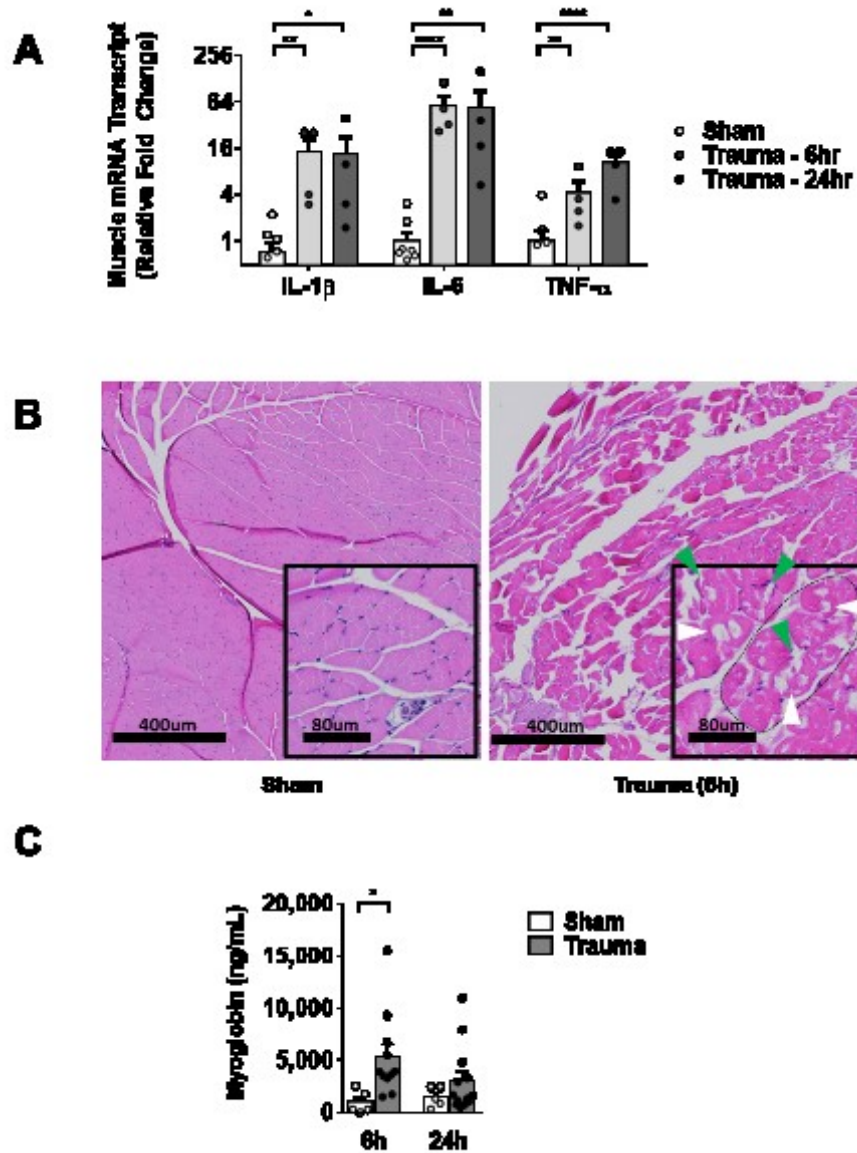 A
Muscle mRNA Transcript
(Relative Fold Change)
256
64
16
4
1
*
**
**
****
****
**
IL-1β
IL-6
TNF-α
Sham
Trauma - 6hr
Trauma - 24hr
B
400um
80um
400um
80um
Sham
Trauma (6h)
C
Myoglobin (ng/mL)
20,000
15,000
10,000
5,000
0
*
6h
24h
Sham
Trauma